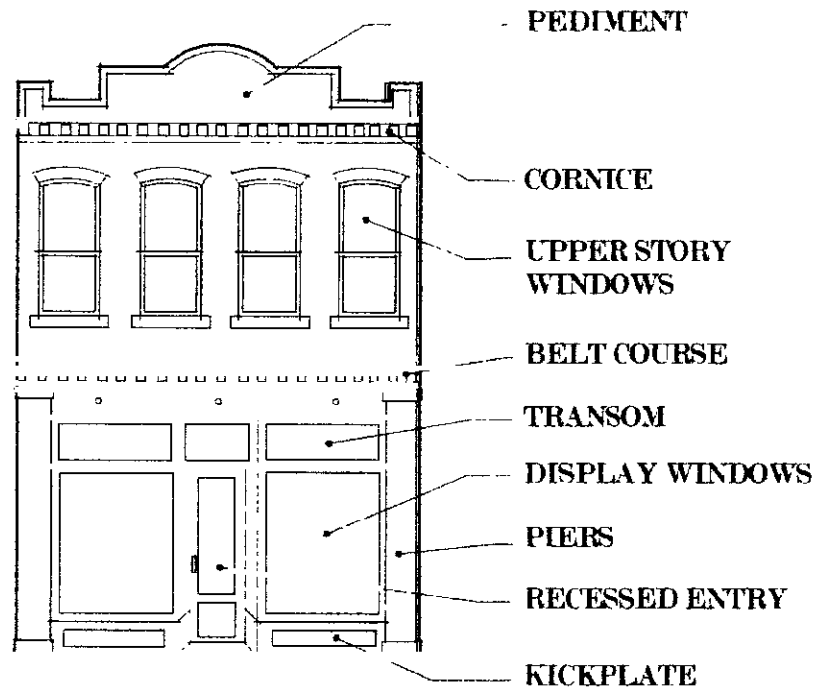 PEDIMENT
CORNICE
UPPER STORY
WINDOWS
BELT COURSE
TRANSOM
DISPLAY WINDOWS
PIERS
RECESSED ENTRY
KICKPLATE